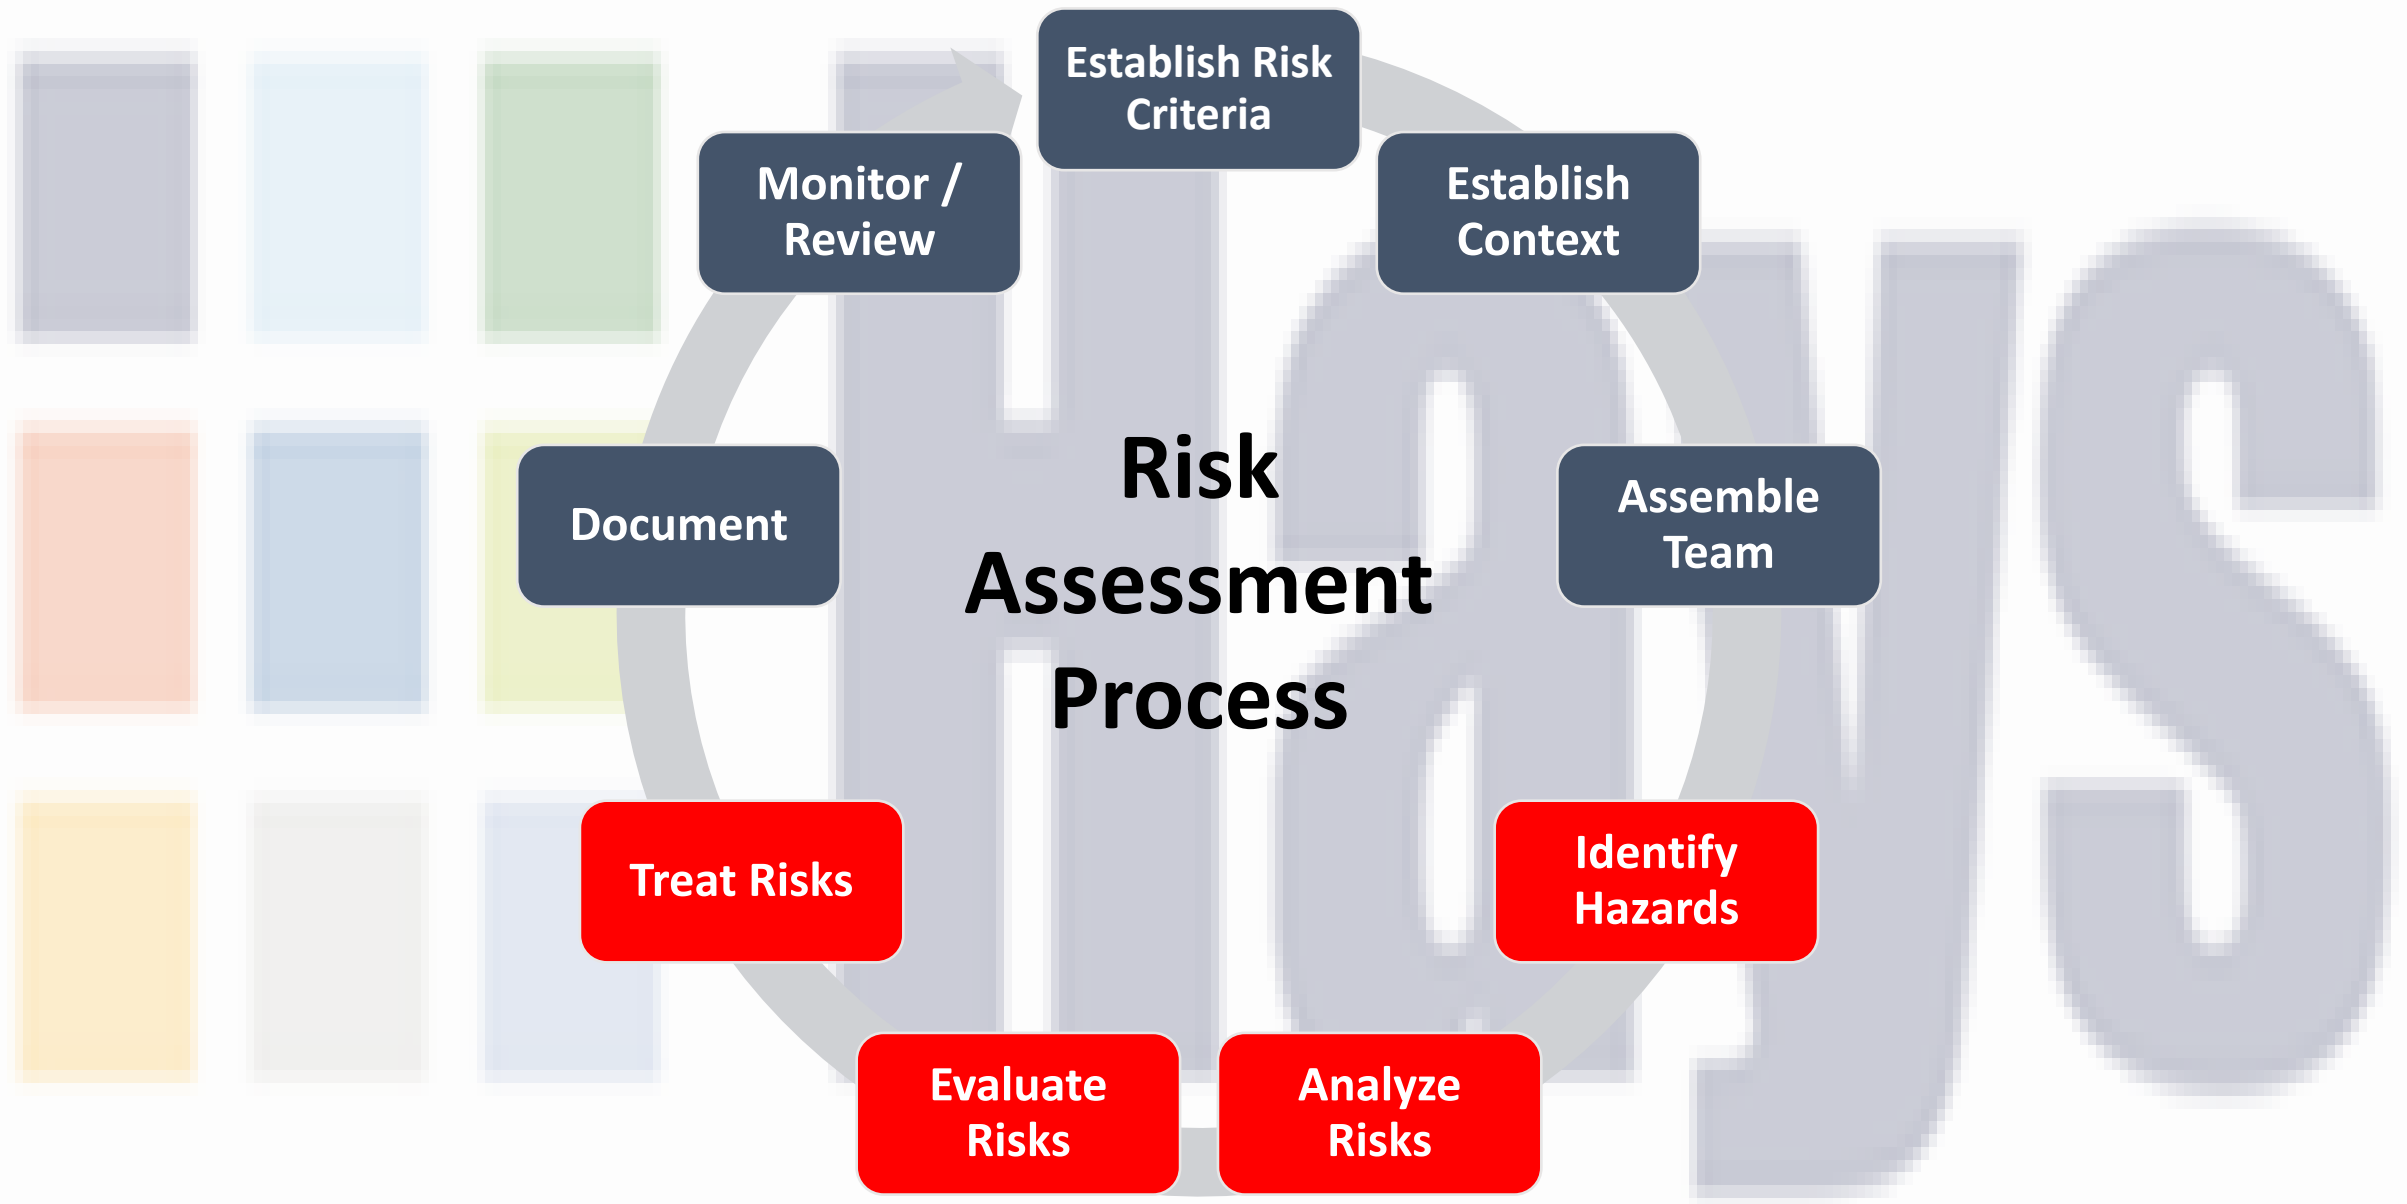 Establish Risk
Criteria
Establish
Context
Assemble
Team
Identify
Hazards
Analyze
Risks
Evaluate
Risks
Treat Risks
Document
Monitor /
Review
Risk
Assessment
Process
Hays